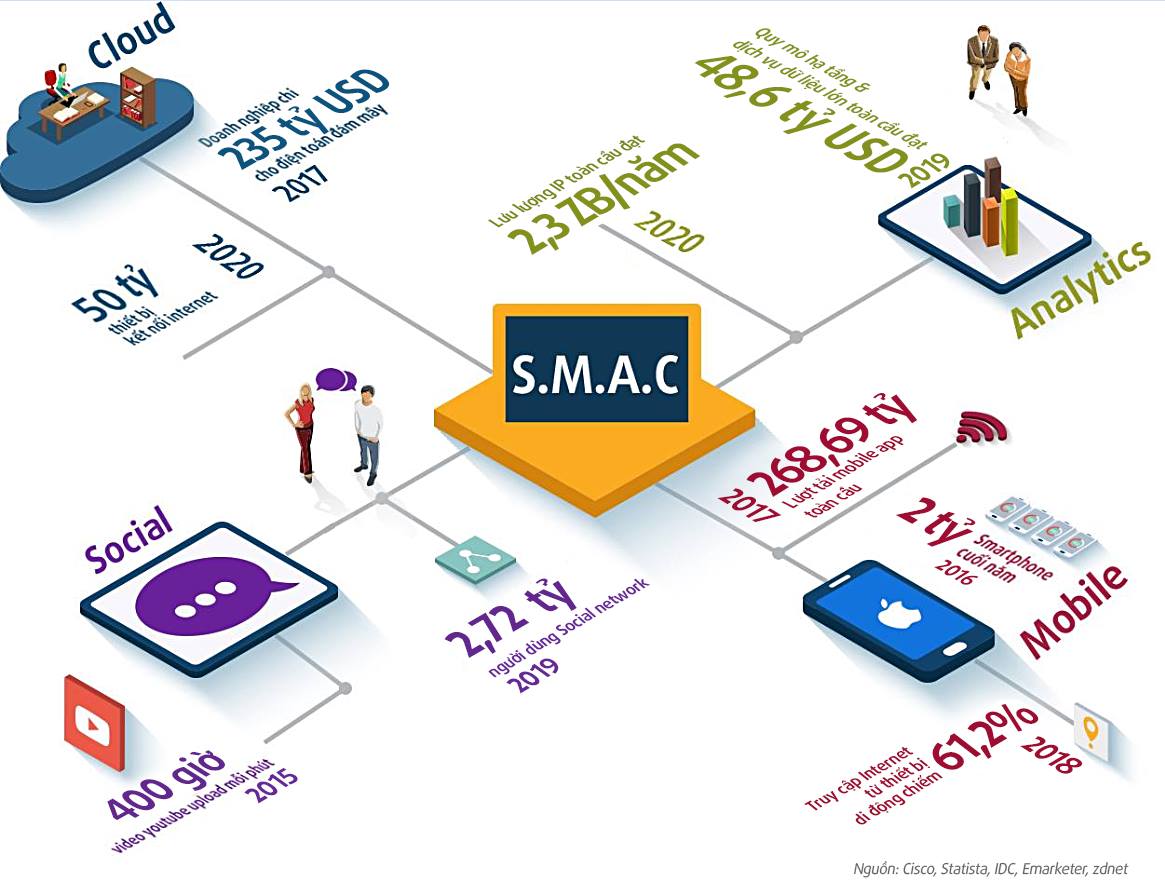 Cloud
Doanh nghiệp chi
235 tỷ USD
cho điện toán đám mây
2017
50 tỷ
thiết bị
kết nối internet
2020
Lưu lượng IP toàn cầu đạt
2,3 ZB/năm
2020
Quy mô hạ tầng &
dịch vụ dữ liệu lớn toàn cầu đạt
48,6 tỷ USD
2019
Analytics
S.M.A.C
Social
2,72 tỷ
người dùng Social network
2019
400 giờ
video youtube upload mỗi phút
2015
2017
268,69 tỷ
Lượt tải mobile app
toàn cầu
2 tỷ
Smartphone
cuối năm
2016
Mobile
Truy cập Internet
từ thiết bị
di động chiếm
61,2%
2018
Nguồn: Cisco, Statista, IDC, Emarketer, zdnet